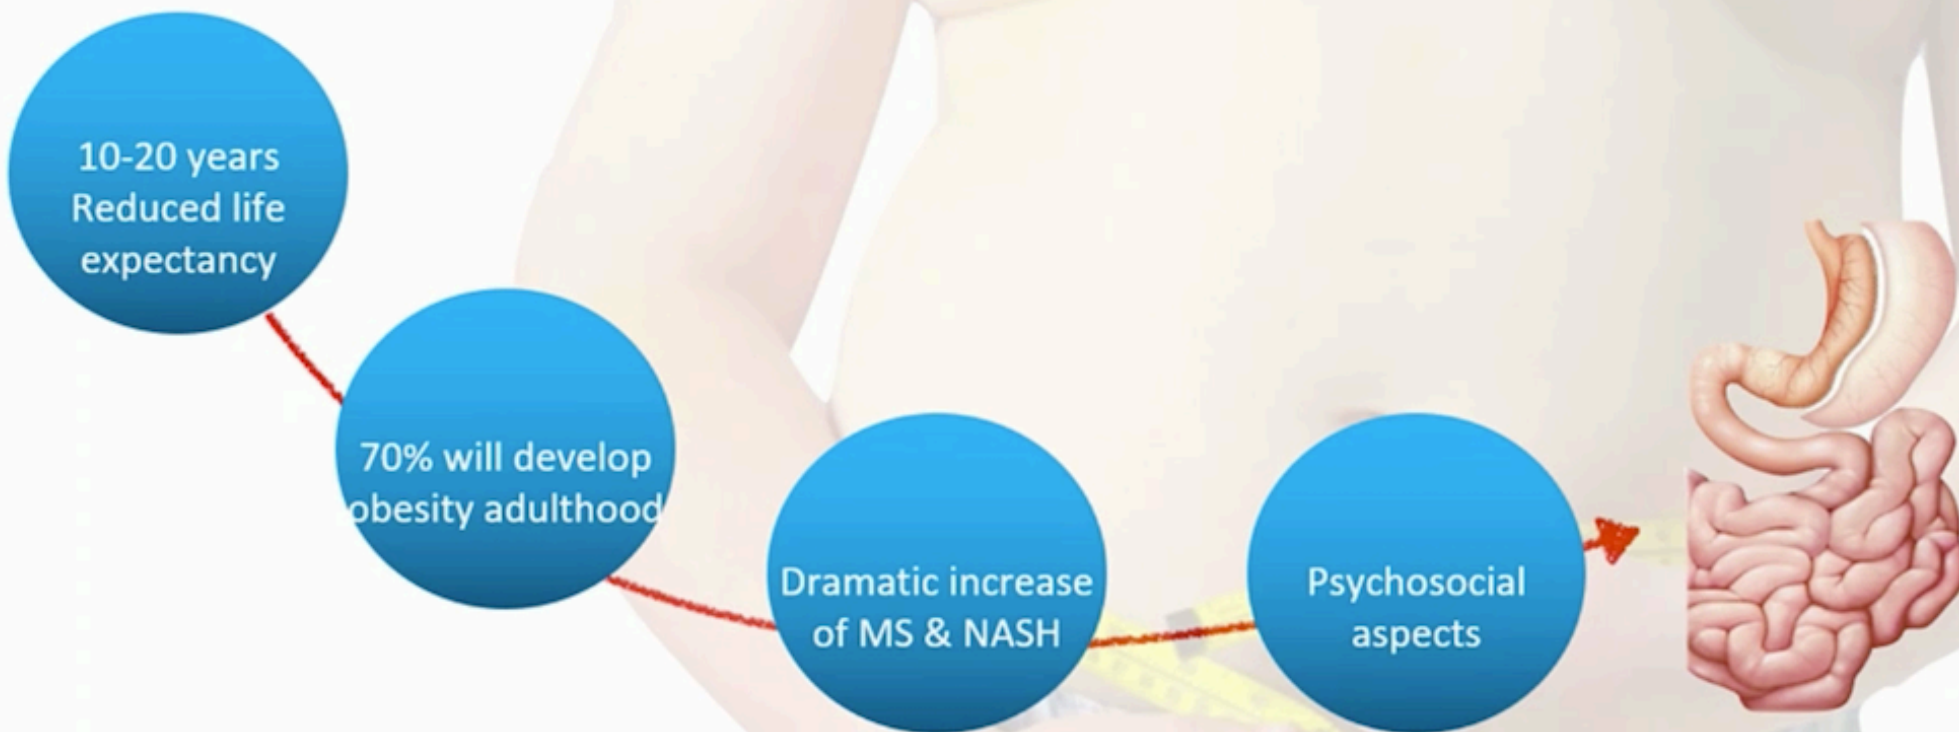 10-20 years
Reduced life
expectancy
70% will develop
obesity adulthood
Dramatic increase
of MS & NASH
Psychosocial
aspects